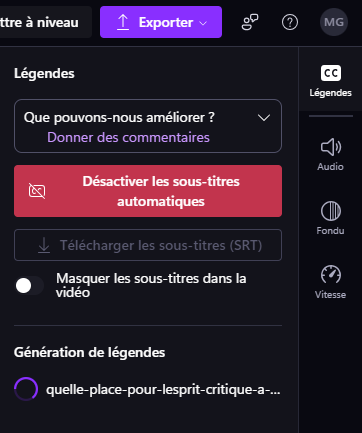 ttre à niveau
Exporter
MG
Légendes
CC
Légendes
Que pouvons-nous améliorer ?
Donner des commentaires
Désactiver les sous-titres
automatiques
Audio
Télécharger les sous-titres (SRT)
Fondu
Masquer les sous-titres dans la
vidéo
Vitesse
Génération de légendes
quelle-place-pour-lesprit-critique-a-...